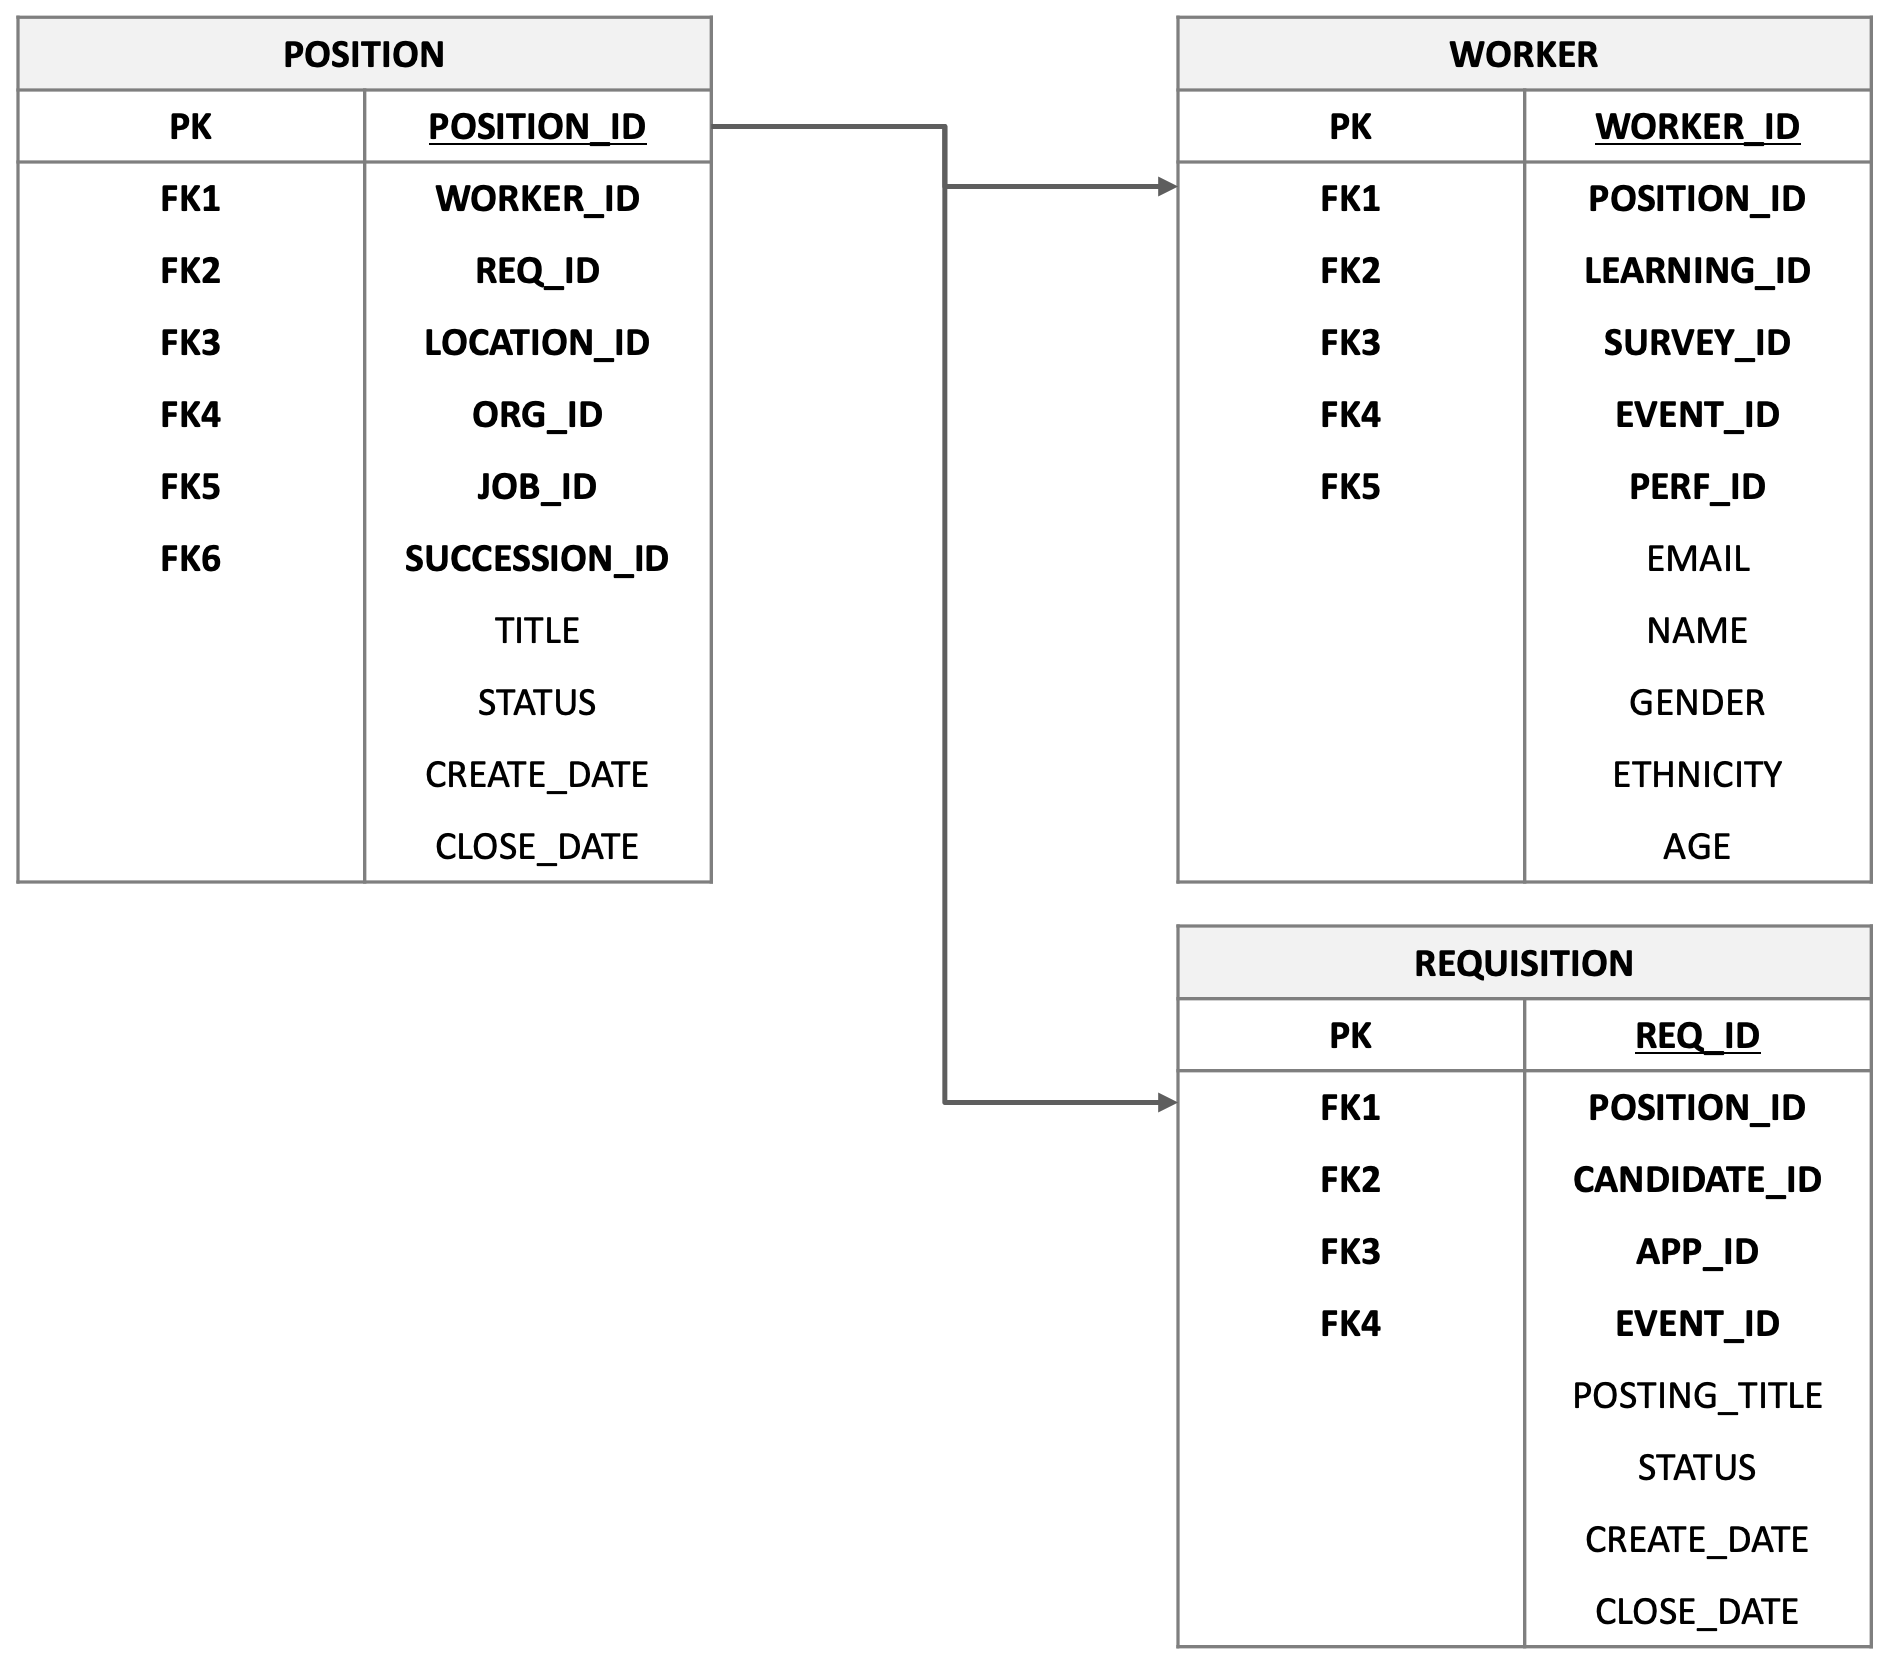 POSITION
PK POSITION_ID
FK1 WORKER_ID
FK2 REQ_ID
FK3 LOCATION_ID
FK4 ORG_ID
FK5 JOB_ID
FK6 SUCCESSION_ID
TITLE
STATUS
CREATE_DATE
CLOSE_DATE
WORKER
PK WORKER_ID
FK1 POSITION_ID
FK2 LEARNING_ID
FK3 SURVEY_ID
FK4 EVENT_ID
FK5 PERF_ID
EMAIL
NAME
GENDER
ETHNICITY
AGE
REQUISITION
PK REQ_ID
FK1 POSITION_ID
FK2 CANDIDATE_ID
FK3 APP_ID
FK4 EVENT_ID
POSTING_TITLE
STATUS
CREATE_DATE
CLOSE_DATE